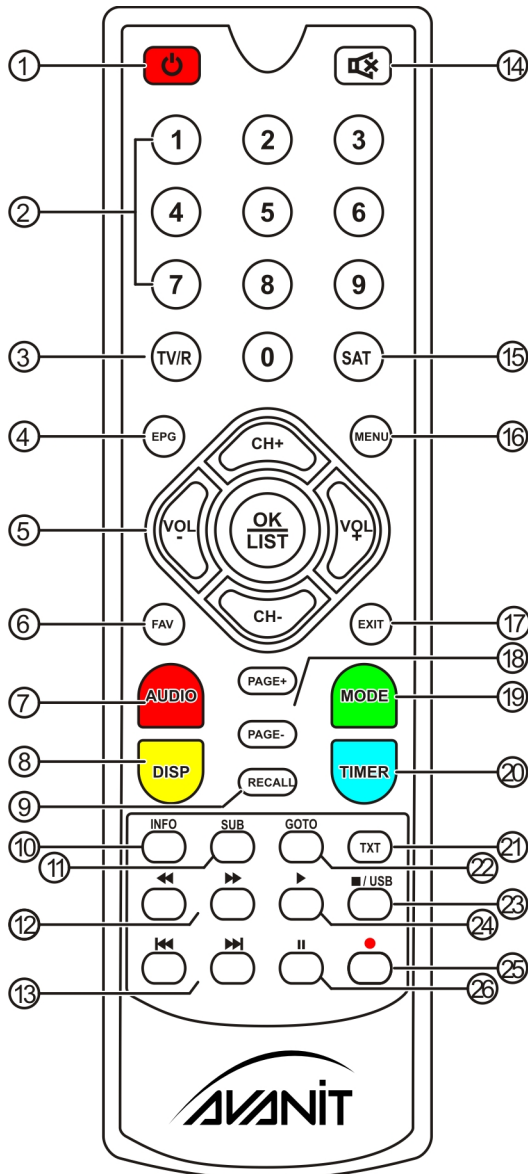 ① ⑭
1 2 3
②
4 5 6
7 8 9
③ TV/R 0 SAT ⑮
④ EPG CH+ MENU ⑯
⑤ VOL - OK VOL +
LIST
⑥ FAV CH- EXIT ⑰
⑱
PAGE+
⑦ AUDIO MODE ⑲
PAGE-
⑧ DISP TIMER ⑳
⑨ RECALL
INFO SUB GOTO
⑩ TXT ㉑
⑪ ㉒
◀◀ ▶▶ ▶ ■/ USB
⑫ ㉓
㉔
|◀◀ ▶▶| II ●
⑬ ㉕
㉖
AVANIT